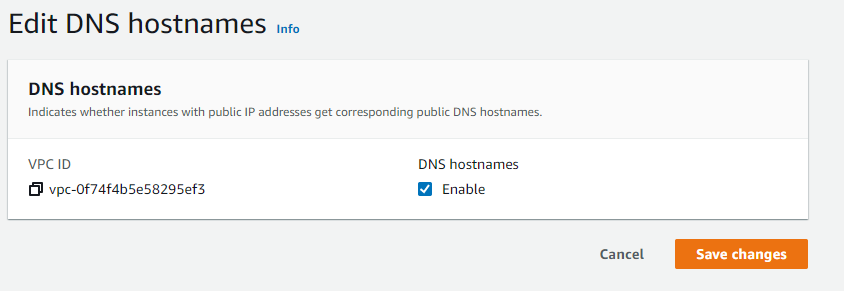 Edit DNS hostnames Info
DNS hostnames
Indicates whether instances with public IP addresses get corresponding public DNS hostnames.
VPC ID
vpc-0f74f4b5e58295ef3
DNS hostnames
Enable
Cancel
Save changes